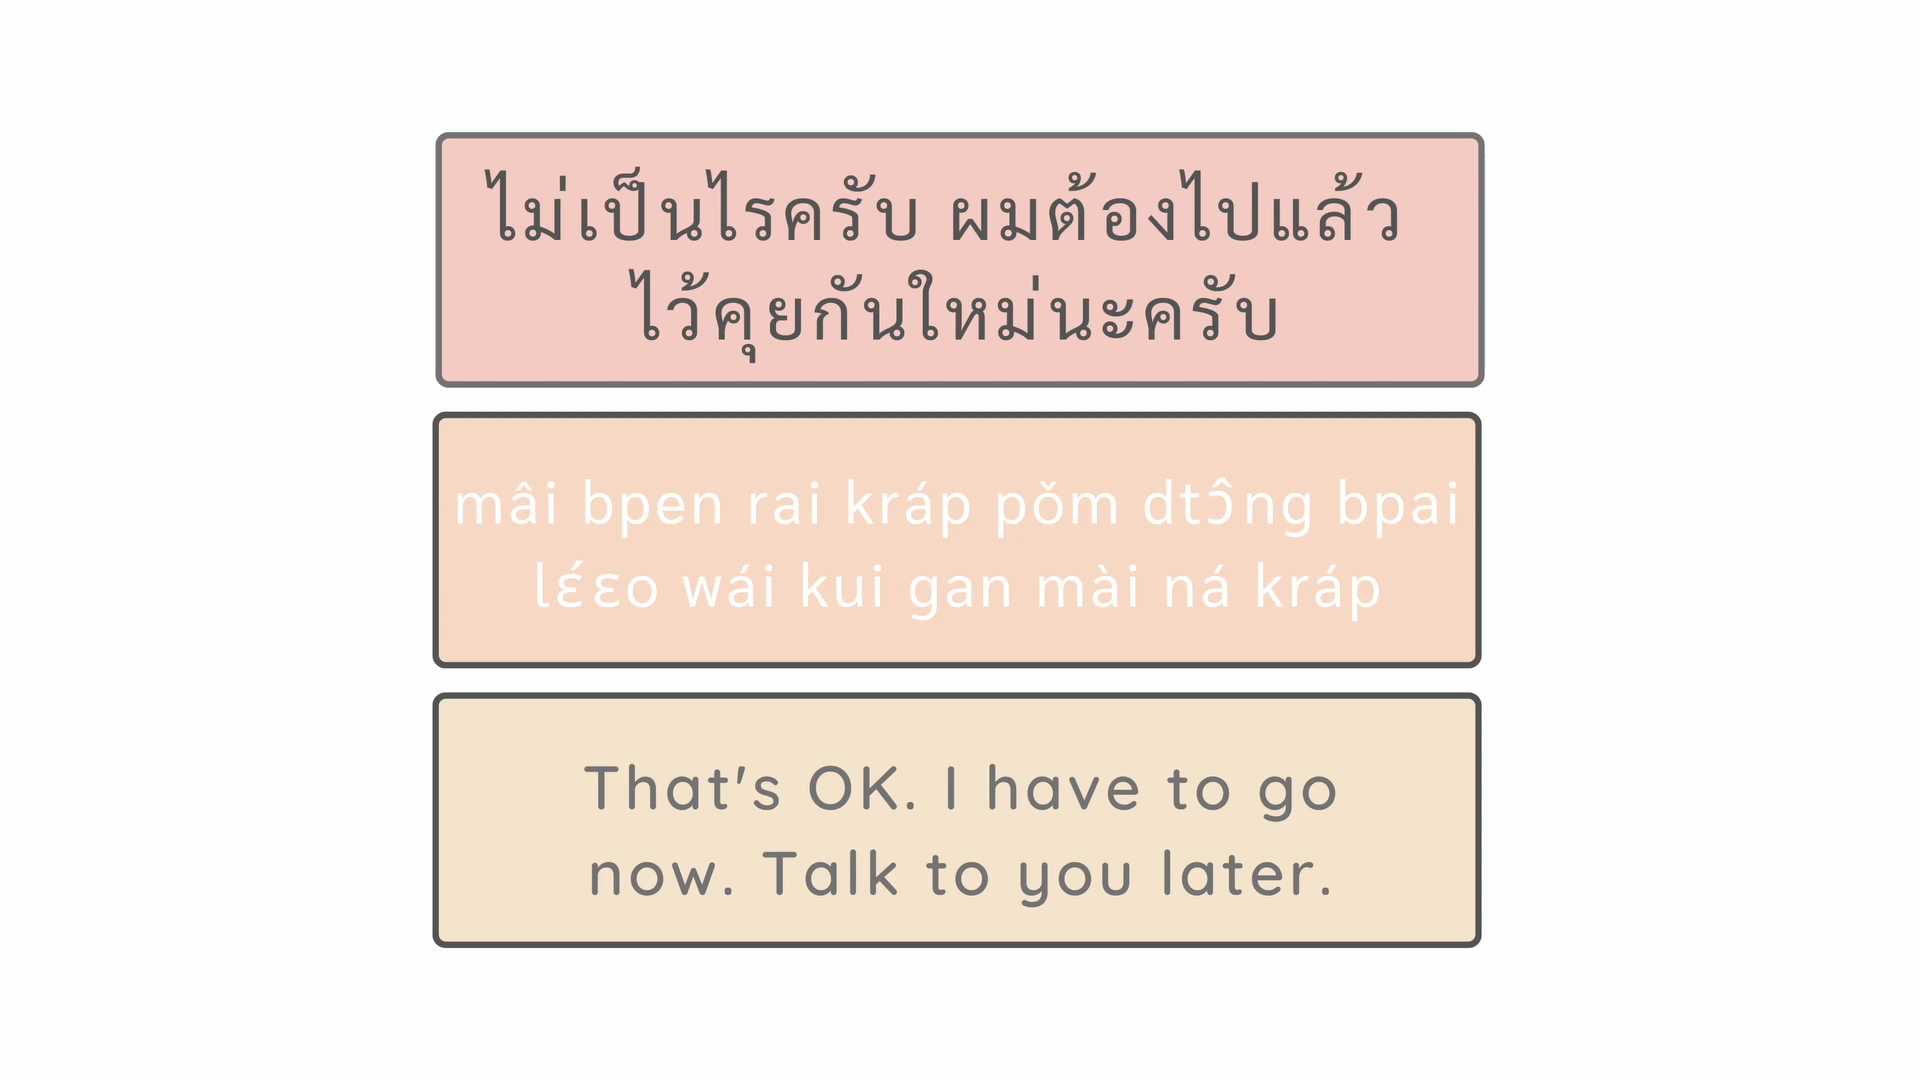 ไม่เป็นไรครับ ผมต้องไปแล้ว
ไว้คุยกันใหม่นะครับ
mâi bpen rai kráp pǒm dtɔ̂ng bpai
lɛ́ɛo wái kui gan mài ná kráp
That's OK. I have to go
now. Talk to you later.